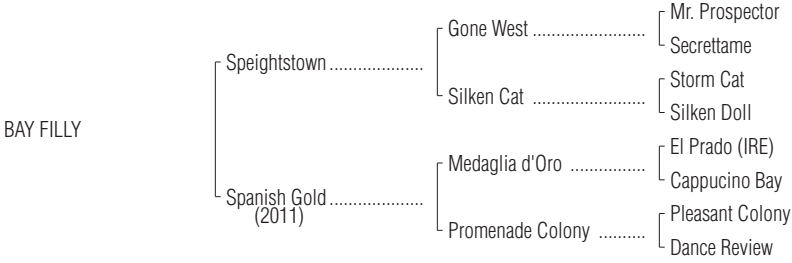 Mr. Prospector
Gone West ........................
Secrettame
Speightstown ....................
Storm Cat
Silken Cat ........................
Silken Doll
BAY FILLY
El Prado (IRE)
Medaglia d'Oro ................
Cappucino Bay
Spanish Gold ....................
(2011)
Pleasant Colony
Promenade Colony ..........
Dance Review